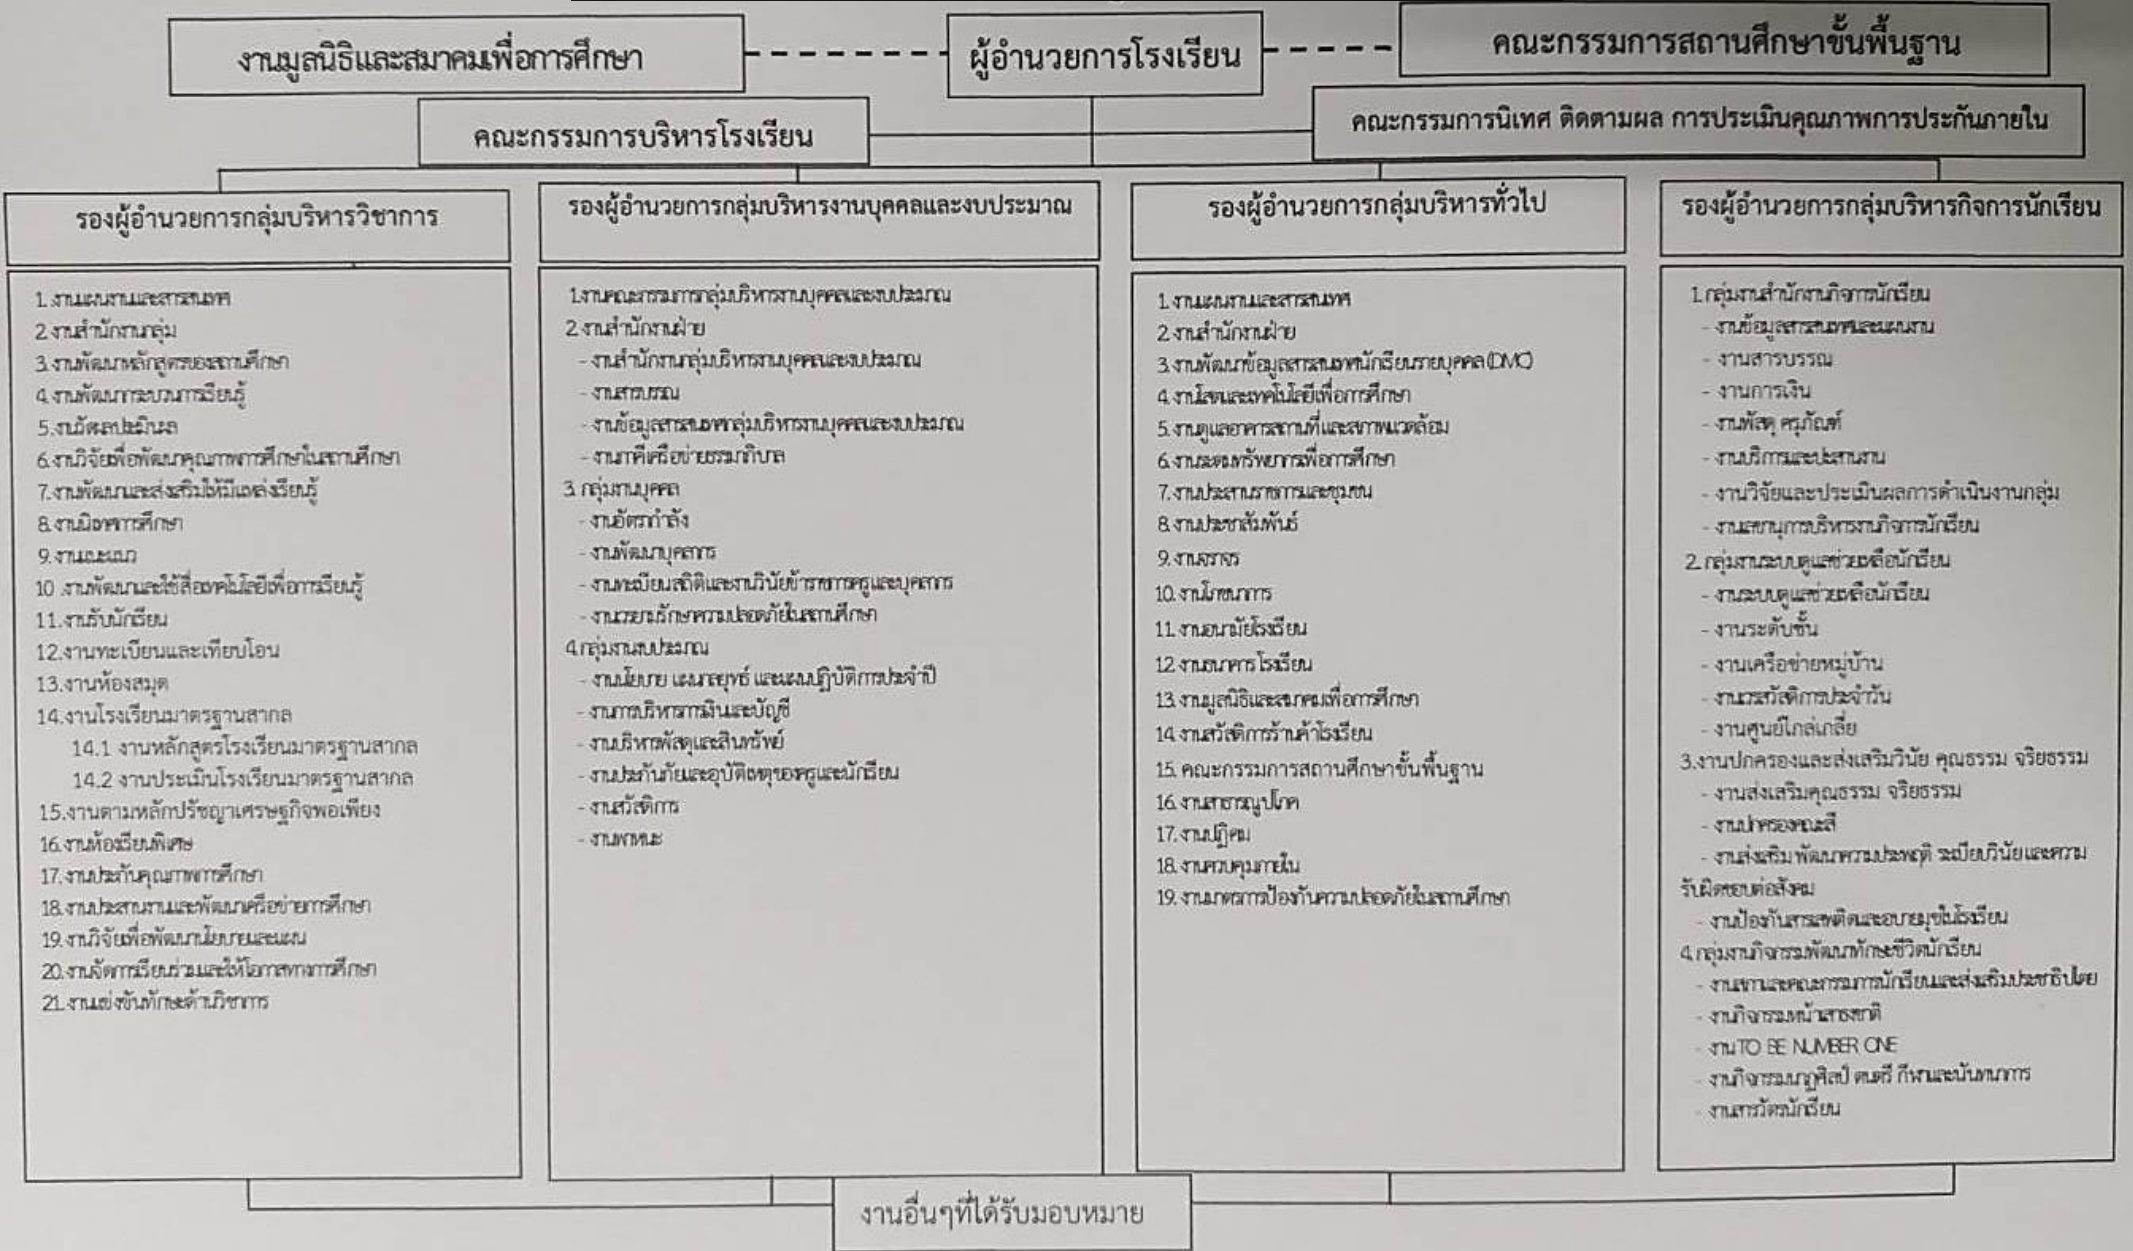 งานมูลนิธิและสมาคมเพื่อการศึกษา
ผู้อำนวยการโรงเรียน
คณะกรรมการสถานศึกษาขั้นพื้นฐาน
คณะกรรมการบริหารโรงเรียน
คณะกรรมการนิเทศ ติดตามผล การประเมินคุณภาพการประกันภายใน
รองผู้อำนวยการกลุ่มบริหารวิชาการ
1.งานแผนงานและสารสนเทศ
2.งานสำนักงานกลุ่ม
3.งานพัฒนาหลักสูตรของสถานศึกษา
4.งานพัฒนากระบวนการเรียนรู้
5.งานวัดผลประเมินผล
6.งานวิจัยเพื่อพัฒนาคุณภาพการศึกษาในสถานศึกษา
7.งานพัฒนาและส่งเสริมให้มีแหล่งเรียนรู้
8.งานนิเทศการศึกษา
9.งานแนะแนว
10 .งานพัฒนาและใช้สื่อเทคโนโลยีเพื่อการเรียนรู้
11.งานรับนักเรียน
12.งานทะเบียนและเทียบโอน
13.งานห้องสมุด
14.งานโรงเรียนมาตรฐานสากล
14.1 งานหลักสูตรโรงเรียนมาตรฐานสากล
14.2 งานประเมินโรงเรียนมาตรฐานสากล
15.งานตามหลักปรัชญาเศรษฐกิจพอเพียง
16.งานห้องเรียนพิเศษ
17.งานประกันคุณภาพการศึกษา
18.งานประสานงานและพัฒนาเครือข่ายการศึกษา
19.งานวิจัยเพื่อพัฒนานโยบายและแผน
20.งานจัดการเรียนร่วมและให้โอกาสทางการศึกษา
21.งานแข่งขันทักษะด้านวิชาการ
รองผู้อำนวยการกลุ่มบริหารงานบุคคลและงบประมาณ
1.งานคณะกรรมการกลุ่มบริหารงานบุคคลและงบประมาณ
2.งานสำนักงานฝ่าย
- งานสำนักงานกลุ่มบริหารงานบุคคลและงบประมาณ
- งานสารบรรณ
- งานข้อมูลสารสนเทศกลุ่มบริหารงานบุคคลและงบประมาณ
- งานภาคีเครือข่ายธรรมาภิบาล
3. กลุ่มงานบุคคล
- งานอัตรากำลัง
- งานพัฒนาบุคลากร
- งานทะเบียนสถิติและงานวินัยข้าราชการครูและบุคลากร
- งานเวรยามรักษาความปลอดภัยในสถานศึกษา
4.กลุ่มงานงบประมาณ
- งานนโยบาย แผนกลยุทธ์ และแผนปฏิบัติการประจำปี
- งานการบริหารการเงินและบัญชี
- งานบริหารพัสดุและสินทรัพย์
- งานประกันภัยและอุบัติเหตุของครูและนักเรียน
- งานสวัสดิการ
- งานพาหนะ
รองผู้อำนวยการกลุ่มบริหารทั่วไป
1.งานแผนงานและสารสนเทศ
2.งานสำนักงานฝ่าย
3.งานพัฒนาข้อมูลสารสนเทศนักเรียนรายบุคคล(DMC)
4.งานโสตและเทคโนโลยีเพื่อการศึกษา
5.งานดูแลอาคารสถานที่และสภาพแวดล้อม
6.งานระดมทรัพยากรเพื่อการศึกษา
7.งานประสานราชการและชุมชน
8.งานประชาสัมพันธ์
9.งานจราจร
10.งานโภชนาการ
11.งานอนามัยโรงเรียน
12.งานธนาคารโรงเรียน
13.งานมูลนิธิและสมาคมเพื่อการศึกษา
14.งานสวัสดิการร้านค้าโรงเรียน
15. คณะกรรมการสถานศึกษาขั้นพื้นฐาน
16.งานสาธารณูปโภค
17.งานปฏิคม
18.งานควบคุมภายใน
19.งานมาตรการป้องกันความปลอดภัยในสถานศึกษา
รองผู้อำนวยการกลุ่มบริหารกิจการนักเรียน
1.กลุ่มงานสำนักงานกิจการนักเรียน
- งานข้อมูลสารสนเทศและแผนงาน
- งานสารบรรณ
- งานการเงิน
- งานพัสดุ ครุภัณฑ์
- งานบริการและประสานงาน
- งานวิจัยและประเมินผลการดำเนินงานกลุ่ม
- งานเลขานุการบริหารงานกิจการนักเรียน
2.กลุ่มงานระบบดูแลช่วยเหลือนักเรียน
- งานระบบดูแลช่วยเหลือนักเรียน
- งานระดับชั้น
- งานเครือข่ายหมู่บ้าน
- งานเวรสวัสดิการประจำวัน
- งานศูนย์ไกล่เกลี่ย
3.งานปกครองและส่งเสริมวินัย คุณธรรม จริยธรรม
- งานส่งเสริมคุณธรรม จริยธรรม
- งานปกครองคณะสี
- งานส่งเสริม พัฒนาความประพฤติ ระเบียบวินัยและความ
รับผิดชอบต่อสังคม
- งานป้องกันสารเสพติดและอบายมุขในโรงเรียน
4.กลุ่มงานกิจกรรมพัฒนาทักษะชีวิตนักเรียน
- งานสภาและคณะกรรมการนักเรียนและส่งเสริมประชาธิปไตย
- งานกิจกรรมหน้าเสาธงชาติ
- งานTO BE NUMBER ONE
- งานกิจกรรมนาฏศิลป์ ดนตรี กีฬาและนันทนาการ
- งานสารวัตรนักเรียน
งานอื่นๆที่ได้รับมอบหมาย